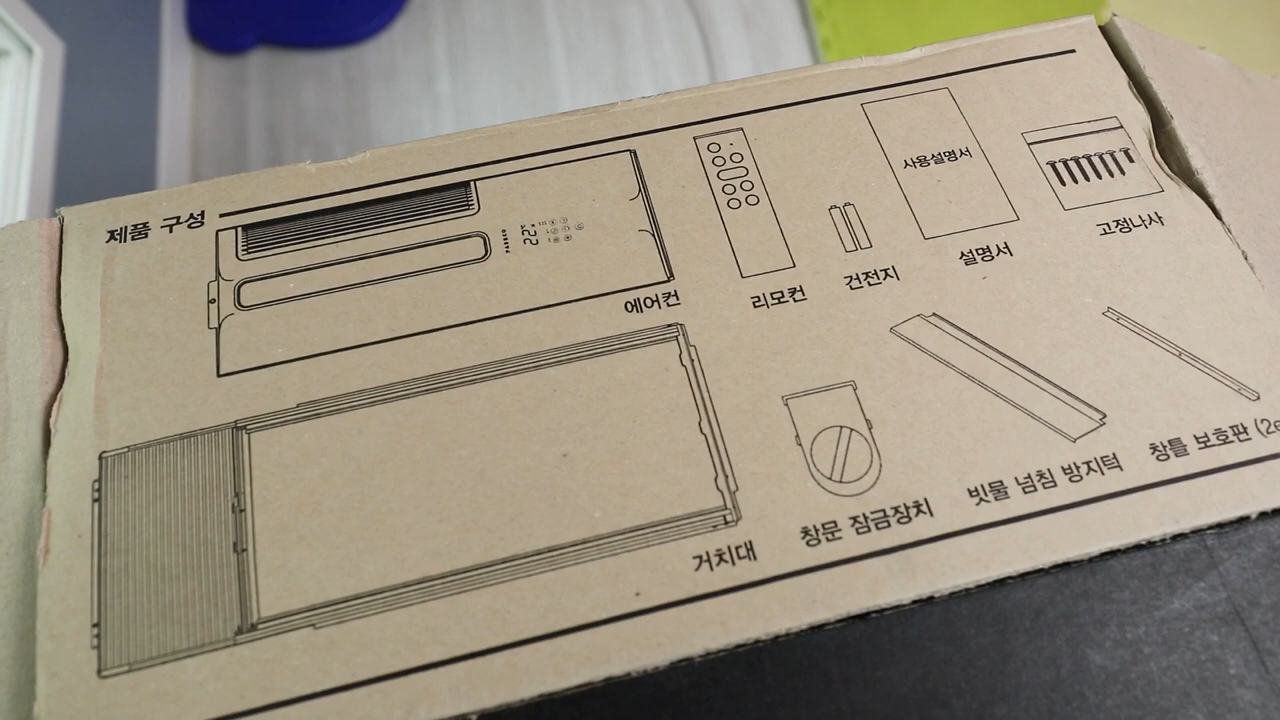 제품 구성
PASECO
22
에어컨
리모컨
건전지
사용설명서
설명서
고정나사
거치대
창문 잠금장치
빗물 넘침 방지턱
창틀 보호판 (2e